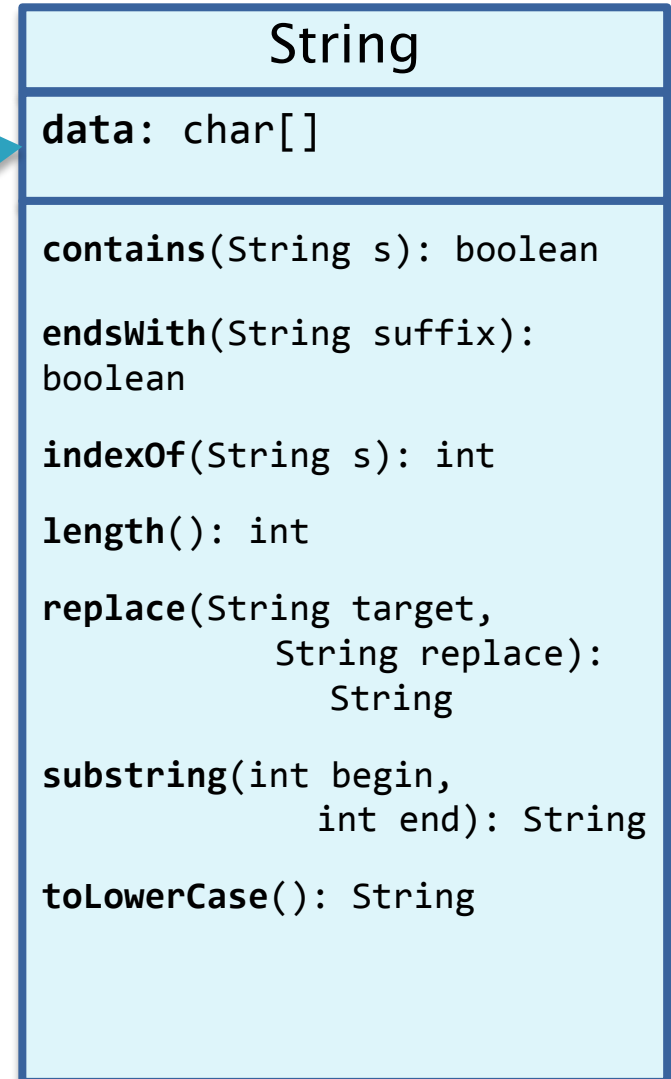 String
data: char[]
contains(String s): boolean
endsWith(String suffix):
boolean
indexOf(String s): int
length(): int
replace(String target,
String replace):
String
substring(int begin,
int end): String
toLowerCase(): String